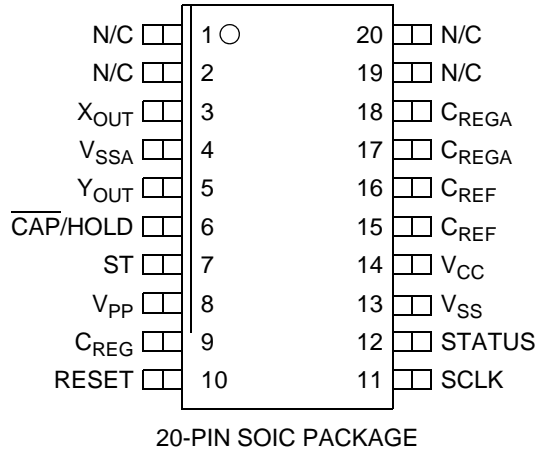 N/C 1 20 N/C
N/C 2 19 N/C
XOUT 3 18 CREGA
VSSA 4 17 CREGA
YOUT 5 16 CREF
CAP/HOLD 6 15 CREF
ST 7 14 VCC
VPP 8 13 VSS
CREG 9 12 STATUS
RESET 10 11 SCLK
20-PIN SOIC PACKAGE